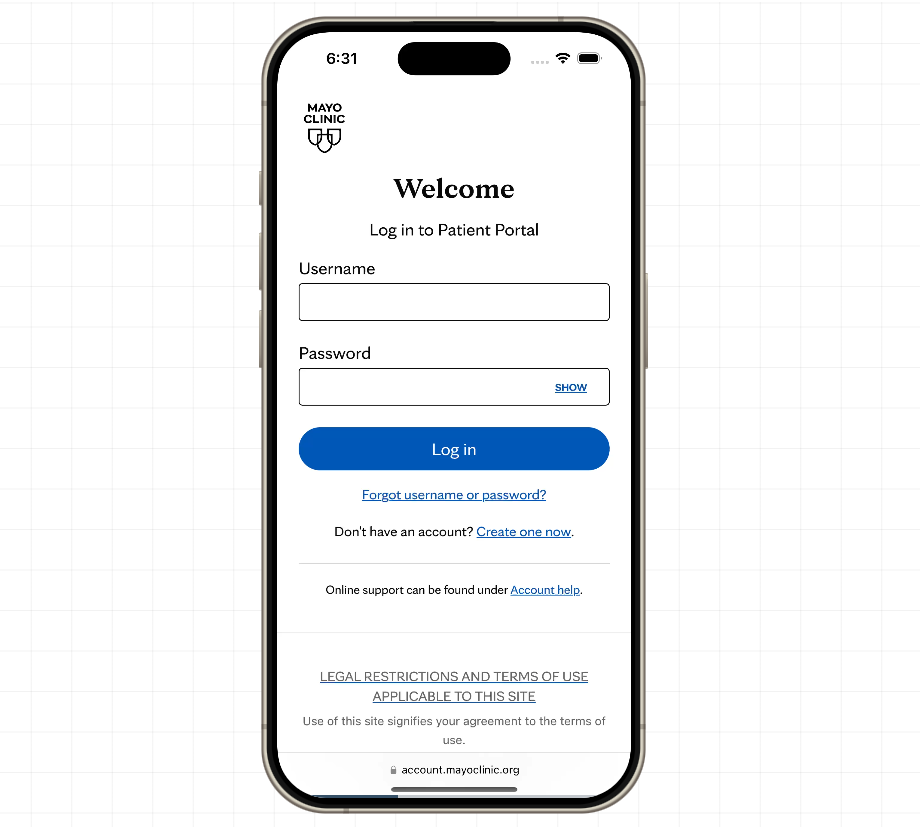 6:31
MAYO
CLINIC
Welcome
Log in to Patient Portal
Username
Password
SHOW
Log in
Forgot username or password?
Don't have an account? Create one now.
Online support can be found under Account help.
LEGAL RESTRICTIONS AND TERMS OF USE
APPLICABLE TO THIS SITE
Use of this site signifies your agreement to the terms of
use.
account.mayoclinic.org